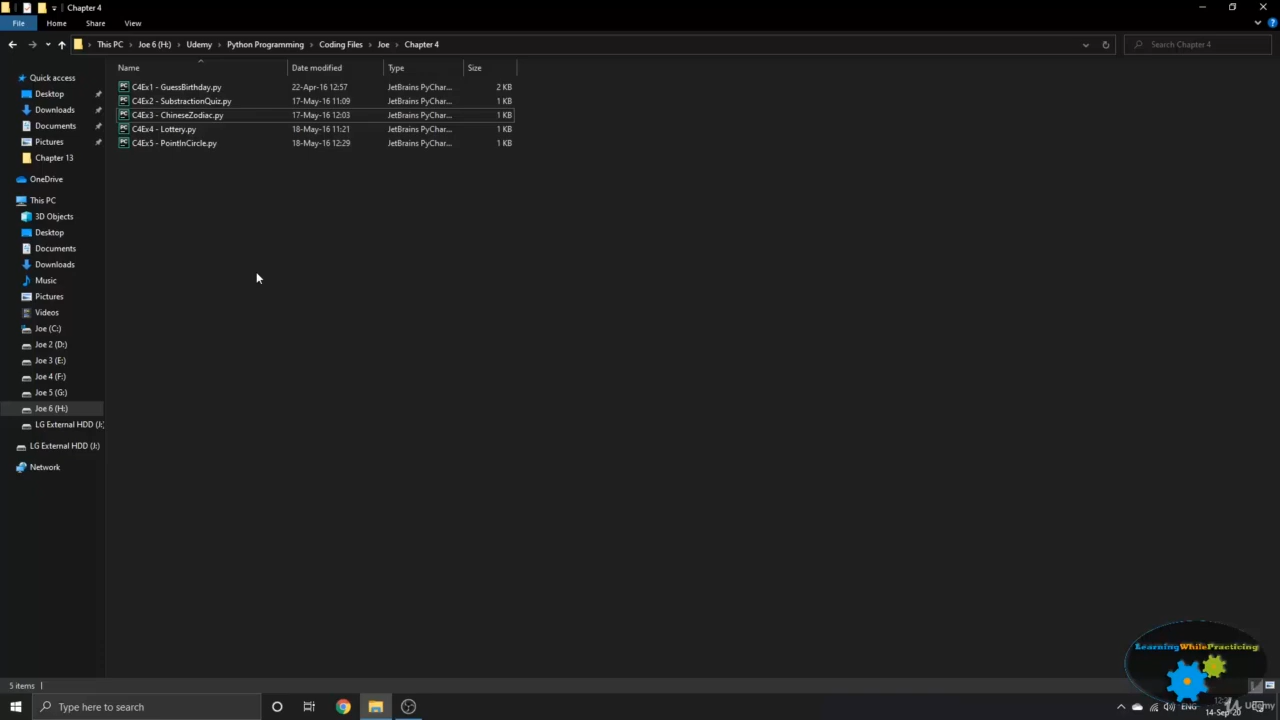 Chapter 4
File Home Share View
This PC Joe 6 (H:) Udemy Python Programming Coding Files Joe Chapter 4
Search Chapter 4
Name Date modified Type Size
C4Ex1 - GuessBirthday.py 22-Apr-16 12:57 JetBrains PyChar... 2 KB
C4Ex2 - SubstractionQuiz.py 17-May-16 11:09 JetBrains PyChar... 1 KB
C4Ex3 - ChineseZodiac.py 17-May-16 12:03 JetBrains PyChar... 1 KB
C4Ex4 - Lottery.py 18-May-16 11:21 JetBrains PyChar... 1 KB
C4Ex5 - PointInCircle.py 18-May-16 12:29 JetBrains PyChar... 1 KB
Quick access
Desktop
Downloads
Documents
Pictures
Chapter 13
OneDrive
This PC
3D Objects
Desktop
Documents
Downloads
Music
Pictures
Videos
Joe (C:)
Joe 2 (D:)
Joe 3 (E:)
Joe 4 (F:)
Joe 5 (G:)
Joe 6 (H:)
LG External HDD (J:
LG External HDD (J:)
Network
LearningWhilePracticing
5 items
Type here to search
ENG
14-Sep-20
Udemy